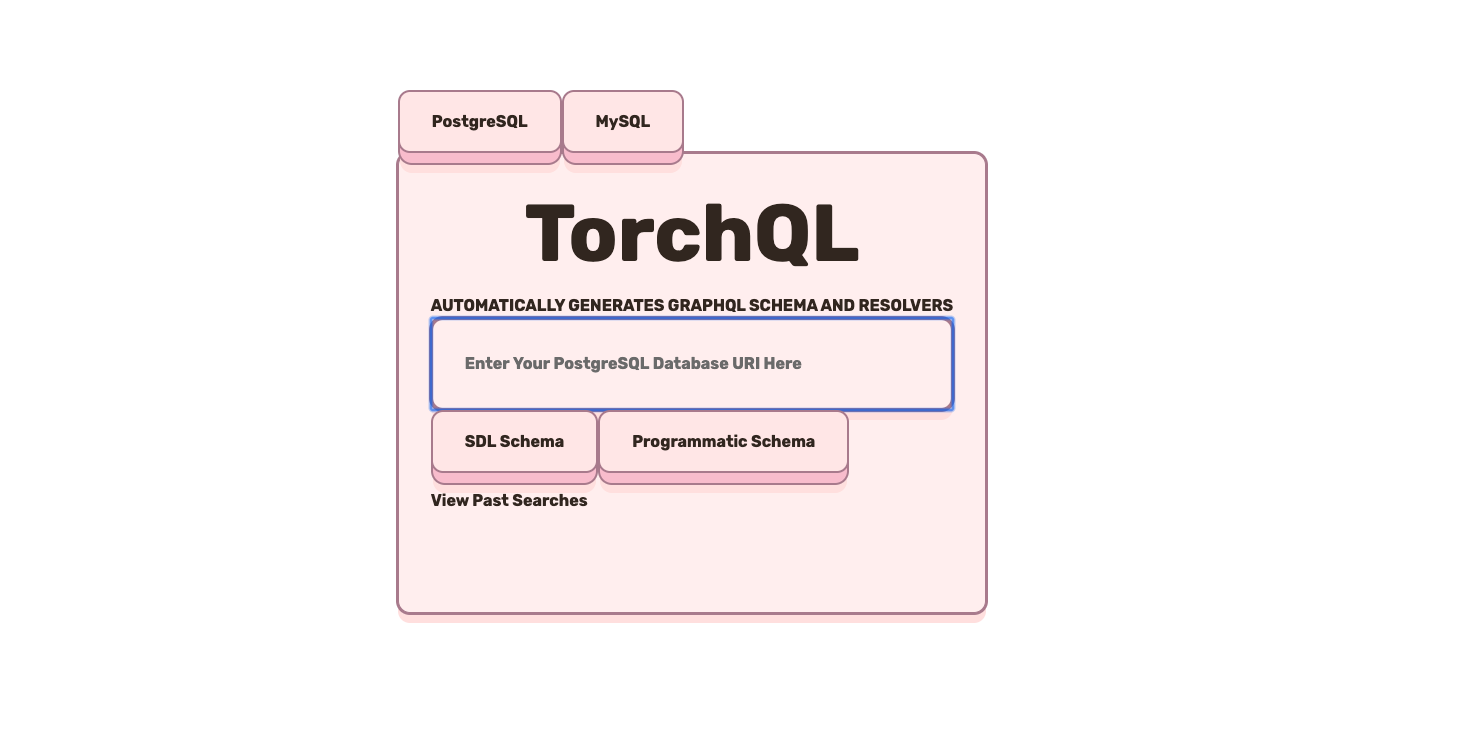 PostgreSQL MySQL
TorchQL
AUTOMATICALLY GENERATES GRAPHQL SCHEMA AND RESOLVERS
Enter Your PostgreSQL Database URI Here
SDL Schema Programmatic Schema
View Past Searches